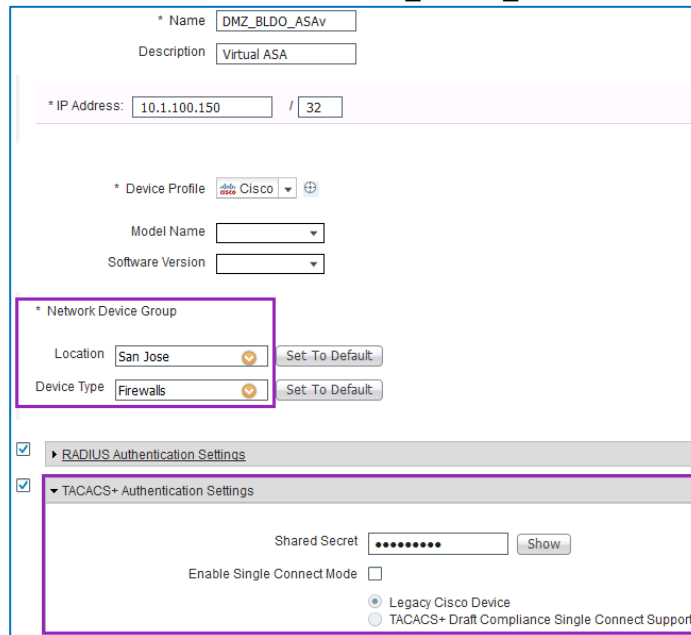 * Name DMZ_BLDO_ASAv
Description Virtual ASA
* IP Address: 10.1.100.150 / 32
* Device Profile cisco Cisco
Model Name
Software Version
* Network Device Group
Location San Jose Set To Default
Device Type Firewalls Set To Default
RADIUS Authentication Settings
TACACS+ Authentication Settings
Shared Secret ••••••••• Show
Enable Single Connect Mode
Legacy Cisco Device
TACACS+ Draft Compliance Single Connect Support